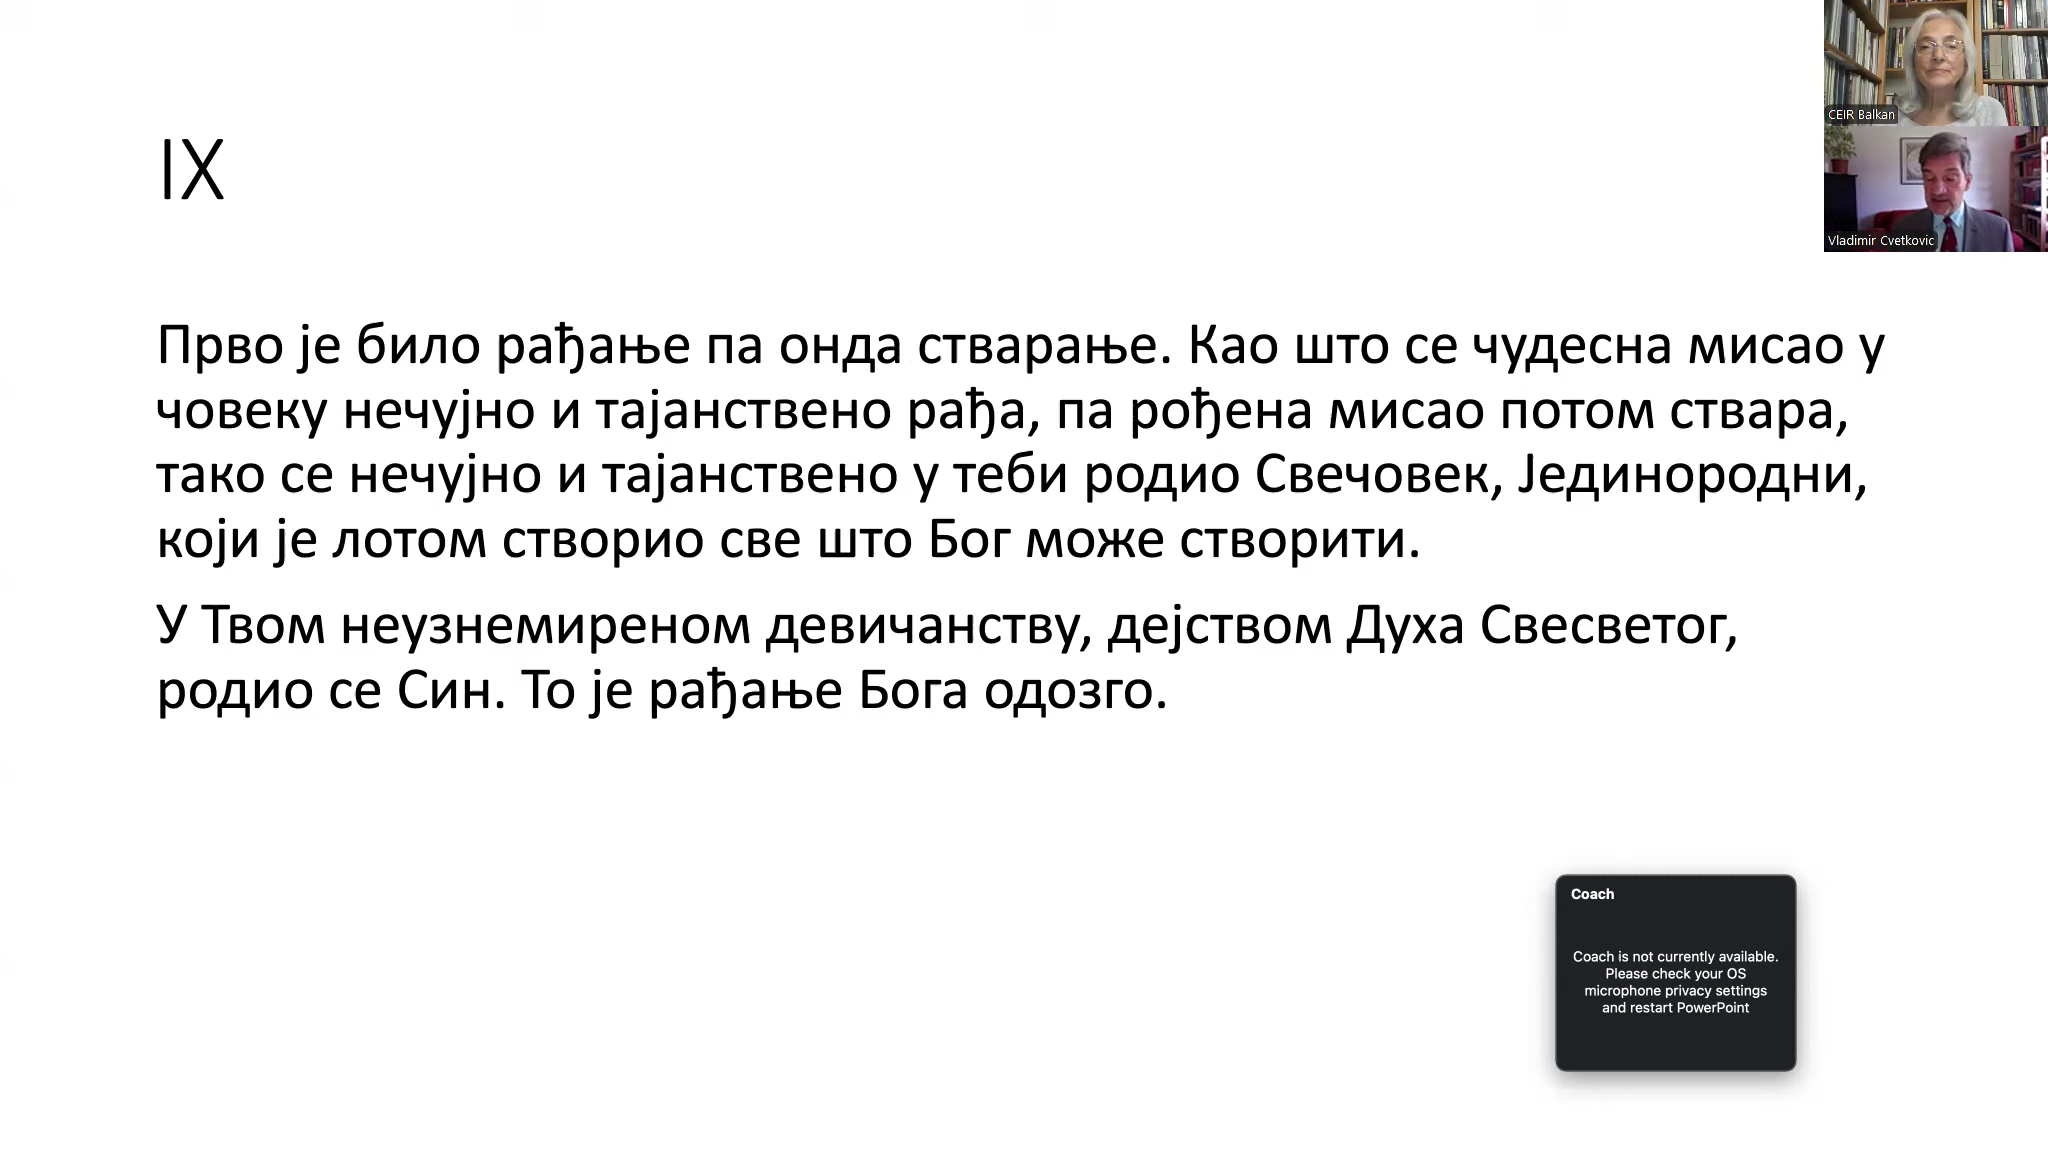 IX
Прво је било рађање па онда стварање. Као што се чудесна мисао у
човеку нечујно и тајанствено рађа, па рођена мисао потом ствара,
тако се нечујно и тајанствено у теби родио Свечовек, Јединородни,
који је лотом створио све што Бог може створити.
У Твом неузнемиреном девичанству, дејством Духа Свесветог,
родио се Син. То је рађање Бога одозго.
CEIR Balkan
Vladimir Cvetkovic
Coach
Coach is not currently available.
Please check your OS
microphone privacy settings
and restart PowerPoint